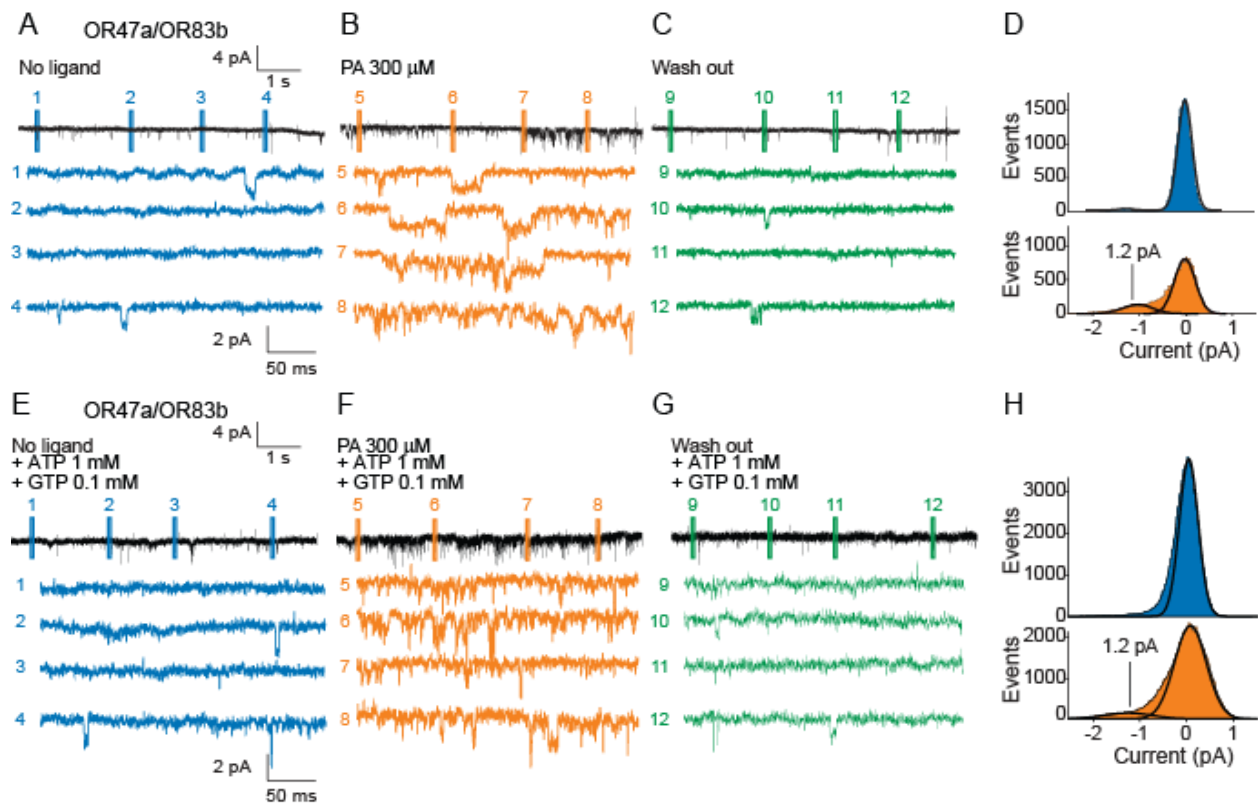 A
OR47a/OR83b
4 pA
1 s
No ligand
1 2 3 4
1
2
3
4
2 pA
50 ms
B
PA 300 μM
5 6 7 8
5
6
7
8
C
Wash out
9 10 11 12
9
10
11
12
D
Events
1500
1000
500
0
Events
1000
500
0
1.2 pA
-2 -1 0 1
Current (pA)
E
OR47a/OR83b
4 pA
1 s
No ligand
+ ATP 1 mM
+ GTP 0.1 mM
1 2 3 4
1
2
3
4
2 pA
50 ms
F
PA 300 μM
+ ATP 1 mM
+ GTP 0.1 mM
5 6 7 8
5
6
7
8
G
Wash out
+ ATP 1 mM
+ GTP 0.1 mM
9 10 11 12
9
10
11
12
H
Events
3000
2000
1000
0
Events
2000
1000
0
1.2 pA
-2 -1 0 1
Current (pA)